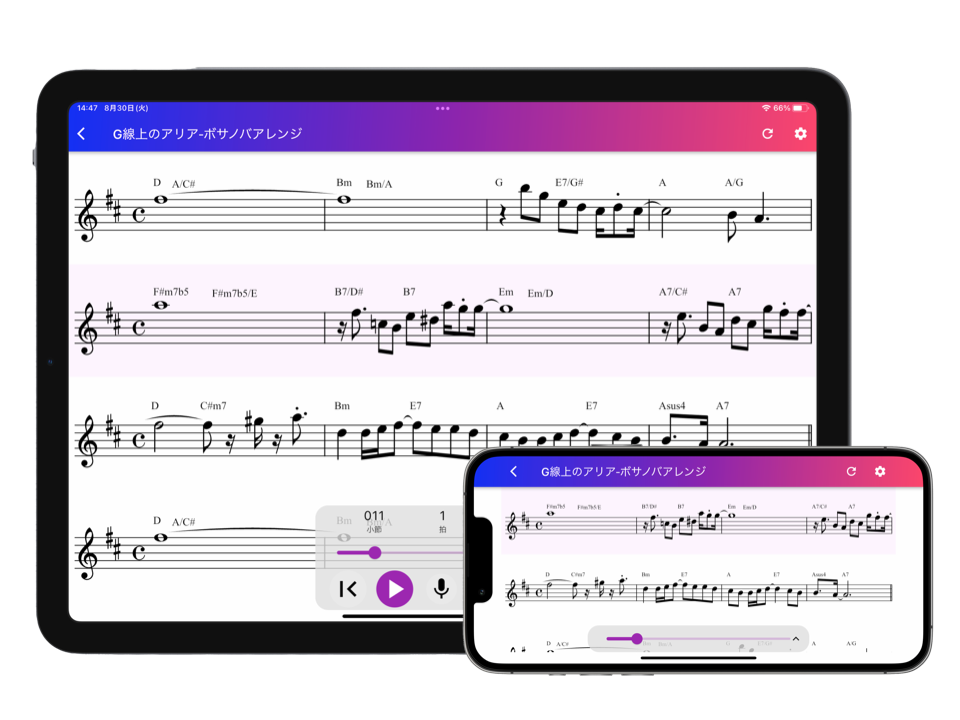 14:47 8月30日(火)
66%
G線上のアリア-ボサノバアレンジ
D A/C# Bm Bm/A G E7/G# A A/G
F#m7b5 F#m7b5/E B7/D# B7 Em Em/D A7/C# A7
D C#m7 Bm E7 A E7 Asus4 A7
D A/C# Bm
011 1
小節 拍
G線上のアリア-ボサノバアレンジ
F#m7b5 F#m7b5/E B7/D# B7 Em Em/D A7/C# A7
D C#m7 Bm E7 A E7 Asus4 A7
D A/C# A A/G